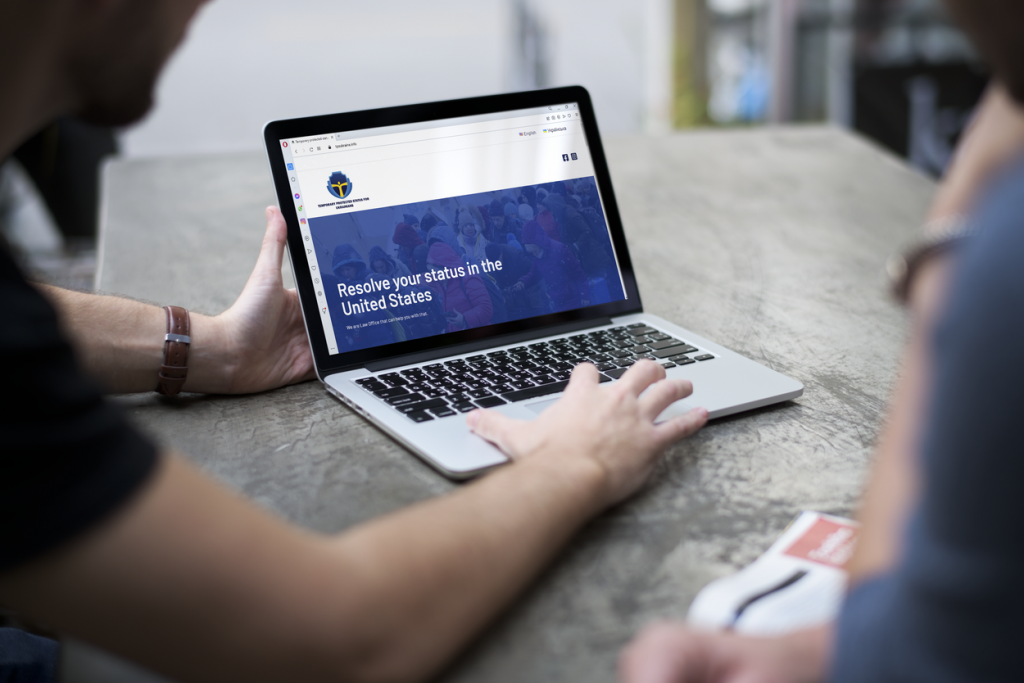 English
TEMPORARY PROTECTED STATUS FOR
UKRAINIANS
Resolve your status in the
United States
We are Law Office that can help you with that.